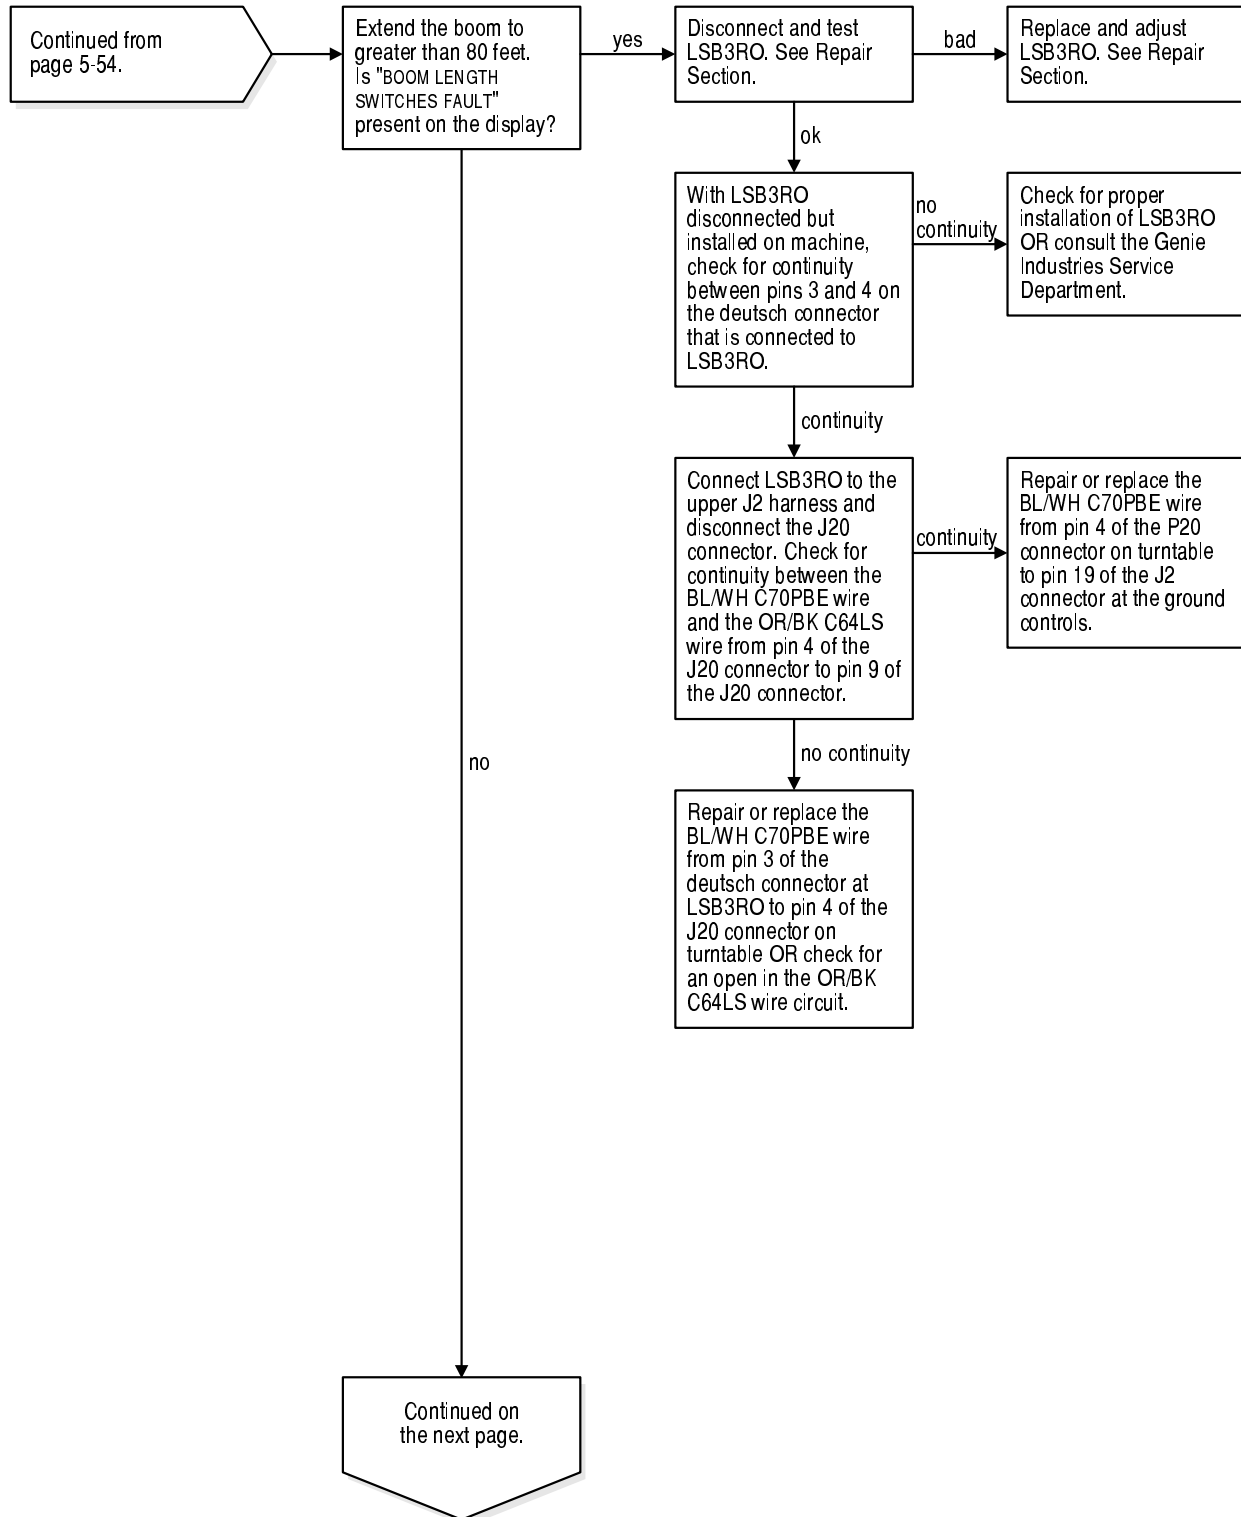 Continued from
page 5-54.
Extend the boom to
greater than 80 feet.
Is "BOOM LENGTH
SWITCHES FAULT"
present on the display?
yes
Disconnect and test
LSB3RO. See Repair
Section.
bad
Replace and adjust
LSB3RO. See Repair
Section.
ok
With LSB3RO
disconnected but
installed on machine,
check for continuity
between pins 3 and 4 on
the deutsch connector
that is connected to
LSB3RO.
no
continuity
Check for proper
installation of LSB3RO
OR consult the Genie
Industries Service
Department.
continuity
Connect LSB3RO to the
upper J2 harness and
disconnect the J20
connector. Check for
continuity between the
BL/WH C70PBE wire
and the OR/BK C64LS
wire from pin 4 of the
J20 connector to pin 9 of
the J20 connector.
continuity
Repair or replace the
BL/WH C70PBE wire
from pin 4 of the P20
connector on turntable
to pin 19 of the J2
connector at the ground
controls.
no continuity
no
Repair or replace the
BL/WH C70PBE wire
from pin 3 of the
deutsch connector at
LSB3RO to pin 4 of the
J20 connector on
turntable OR check for
an open in the OR/BK
C64LS wire circuit.
Continued on
the next page.